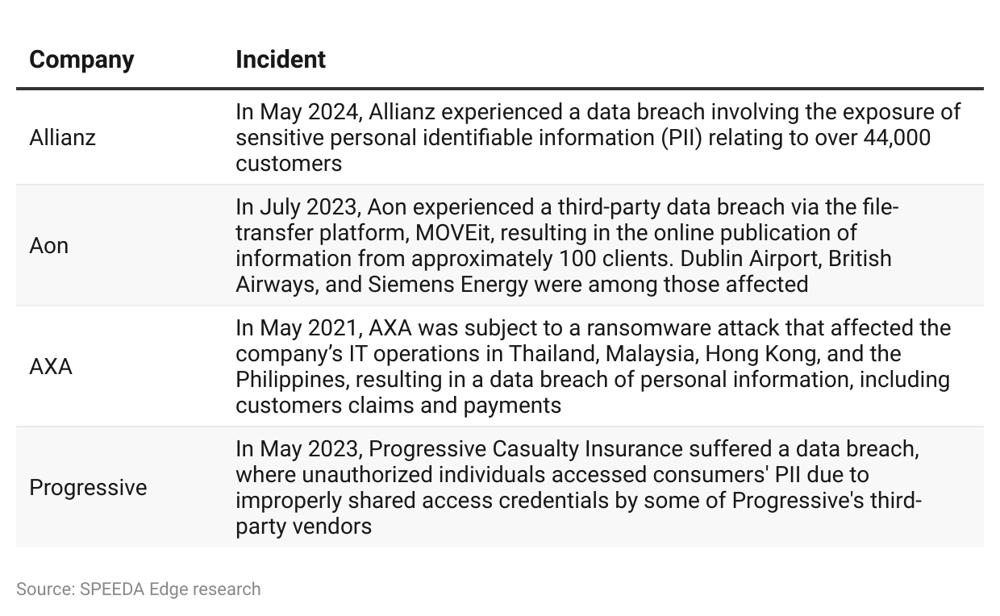 Company Incident
In May 2024, Allianz experienced a data breach involving the exposure of
Allianz sensitive personal identifiable information (PII) relating to over 44,000
customers
In July 2023, Aon experienced a third-party data breach via the file-
transfer platform, MOVEit, resulting in the online publication of
Aon
information from approximately 100 clients. Dublin Airport, British
Airways, and Siemens Energy were among those affected
In May 2021, AXA was subject to a ransomware attack that affected the
company’s IT operations in Thailand, Malaysia, Hong Kong, and the
AXA
Philippines, resulting in a data breach of personal information, including
customers claims and payments
In May 2023, Progressive Casualty Insurance suffered a data breach,
where unauthorized individuals accessed consumers' PII due to
Progressive
improperly shared access credentials by some of Progressive's third-
party vendors
Source: SPEEDA Edge research